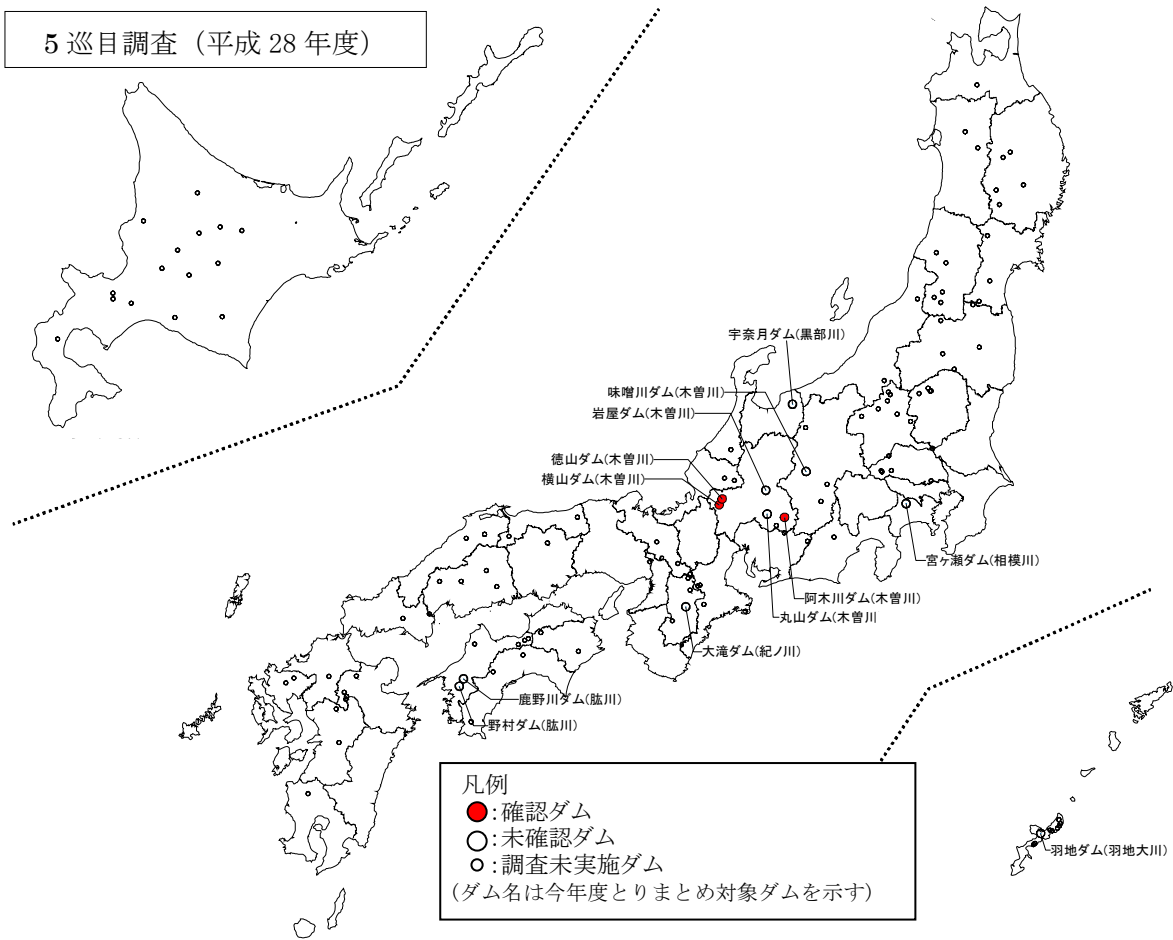 5 巡目調査（平成 28 年度）
宇奈月ダム(黒部川)
味噌川ダム(木曽川)
岩屋ダム(木曽川)
徳山ダム(木曽川)
横山ダム(木曽川)
宮ヶ瀬ダム(相模川)
阿木川ダム(木曽川)
丸山ダム(木曽川
大滝ダム(紀ノ川)
鹿野川ダム(肱川)
野村ダム(肱川)
羽地ダム(羽地大川)
凡例
:確認ダム
:未確認ダム
:調査未実施ダム
(ダム名は今年度とりまとめ対象ダムを示す)